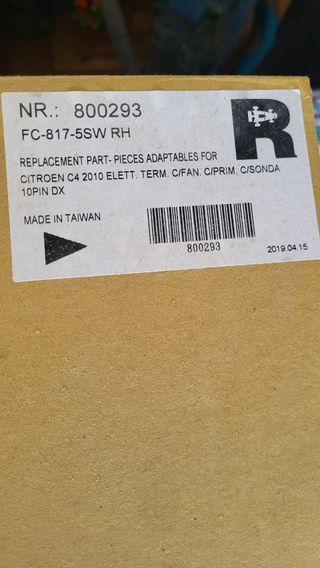 NR.: 800293
FC-817-5SW RH
R
REPLACEMENT PART- PIECES ADAPTABLES FOR
CITROEN C4 2010 ELETT. TERM. C/FAN. C/PRIM. C/SONDA
10PIN DX
MADE IN TAIWAN
800293
2019.04.15